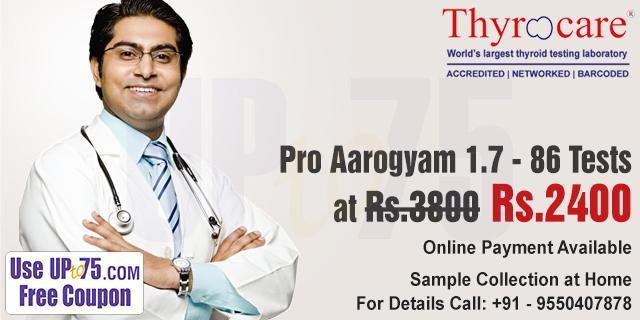 Thyrocare®
World's largest thyroid testing laboratory
ACCREDITED | NETWORKED | BARCODED
UPto75
Pro Aarogyam 1.7 - 86 Tests
at Rs.3800 Rs.2400
Online Payment Available
Sample Collection at Home
For Details Call: +91 - 9550407878
Use UPto75.COM
Free Coupon